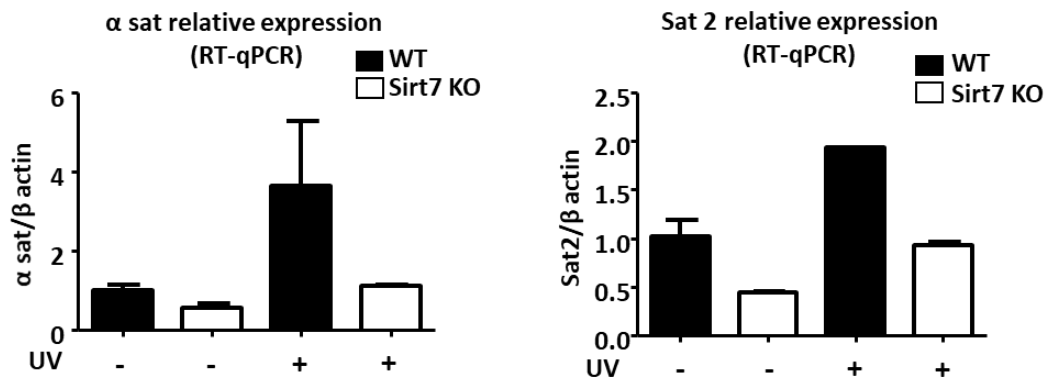 α sat relative expression
(RT-qPCR)
WT
Sirt7 KO
α sat/β actin
6
4
2
0
UV - - + +
Sat 2 relative expression
(RT-qPCR)
WT
Sirt7 KO
Sat2/β actin
2.5
2.0
1.5
1.0
0.5
0.0
UV - - + +